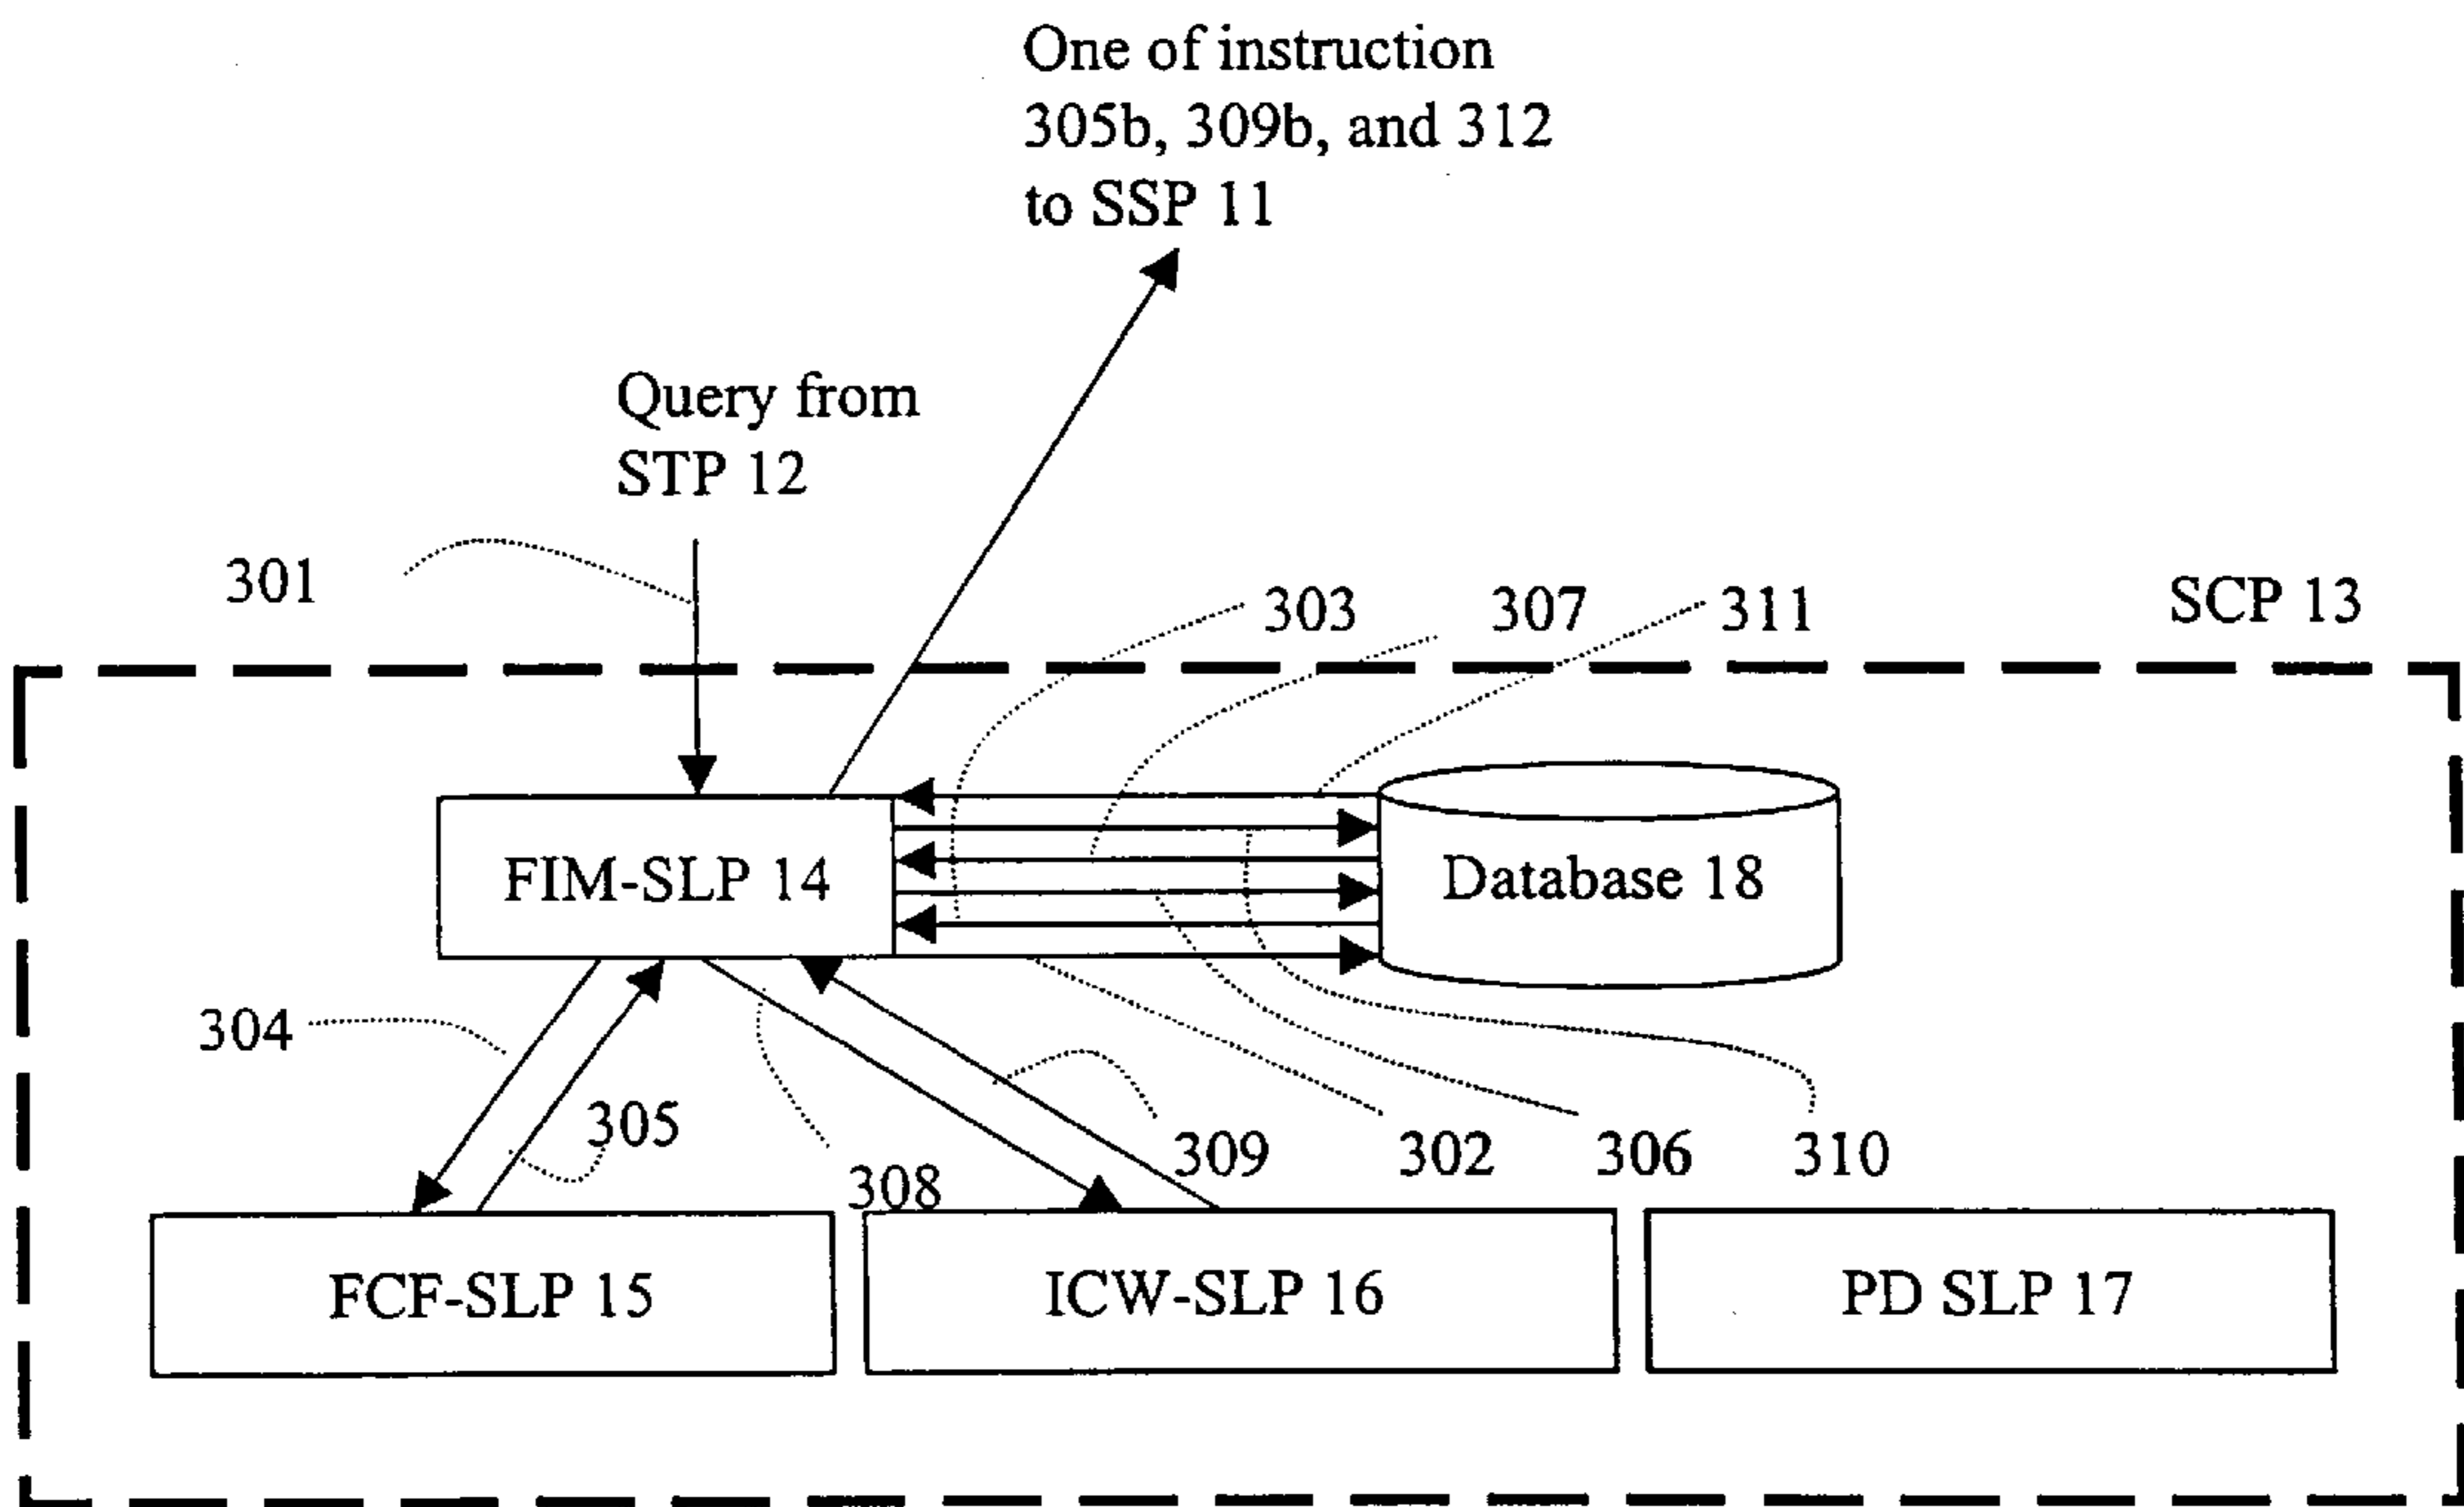 One of instruction
305b, 309b, and 312
to SSP 11
Query from
STP 12
301
303
307
311
SCP 13
FIM-SLP 14
Database 18
304
305
308
309
302
306
310
FCF-SLP 15
ICW-SLP 16
PD SLP 17